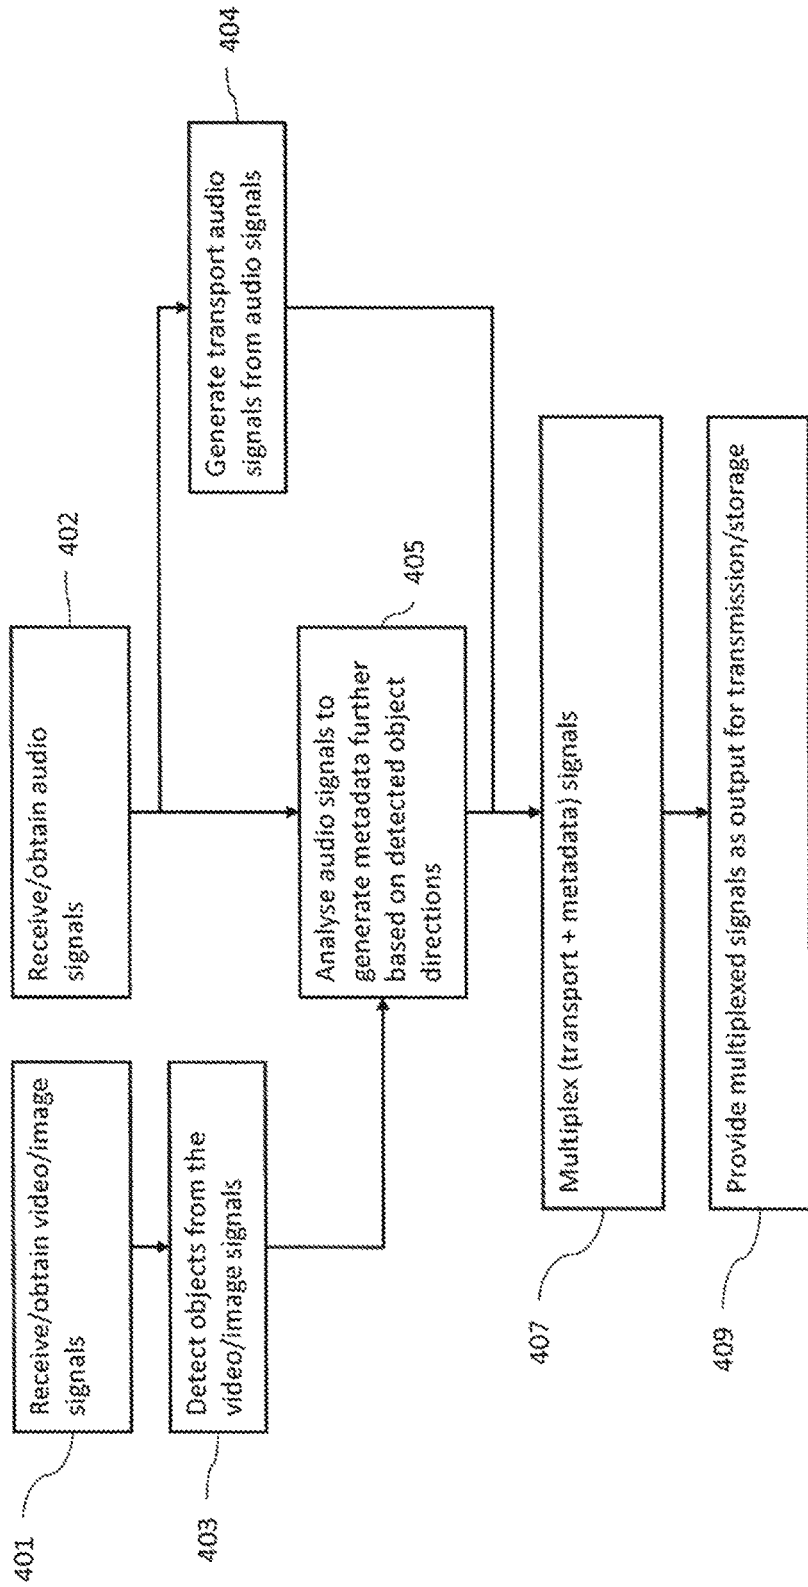 401
Receive/obtain video/image
signals
Receive/obtain audio
signals
402
403
Detect objects from the
video/image signals
Generate transport audio
signals from audio signals
404
Analyse audio signals to
generate metadata further
based on detected object
directions
405
407
Multiplex (transport + metadata) signals
409
Provide multiplexed signals as output for transmission/storage